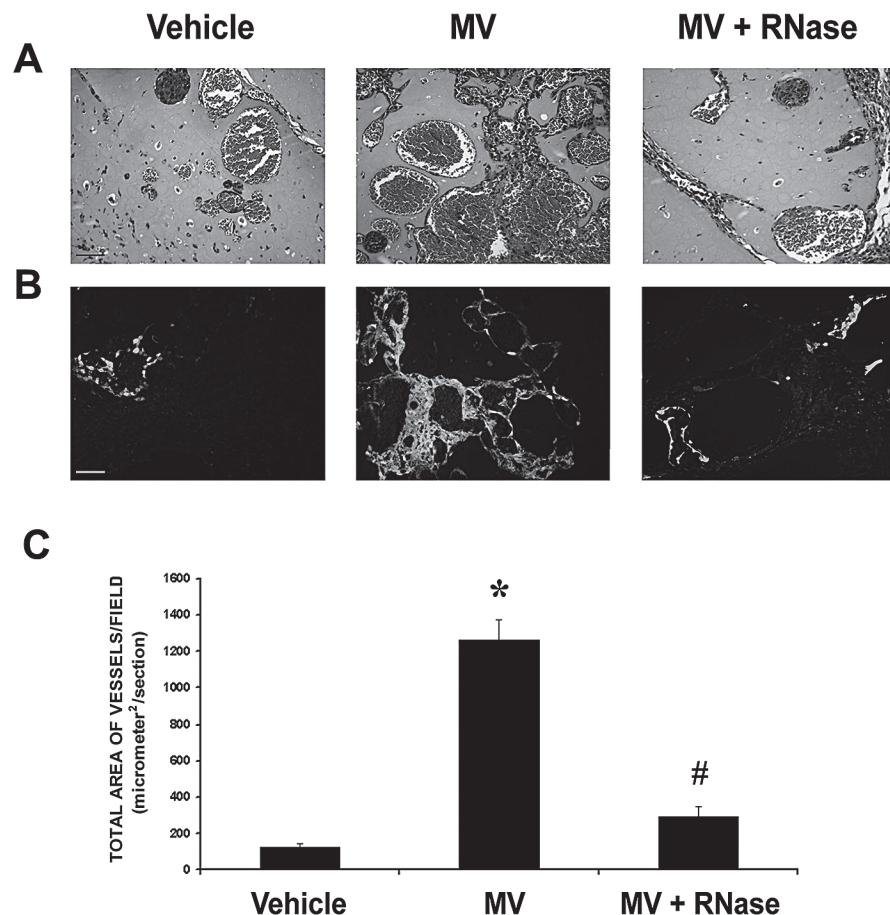 Vehicle MV MV + RNase
A
B
C
TOTAL AREA OF VESSELS/FIELD
(micrometer²/section)
1600
1400
1200
1000
800
600
400
200
0
*
#
Vehicle MV MV + RNase